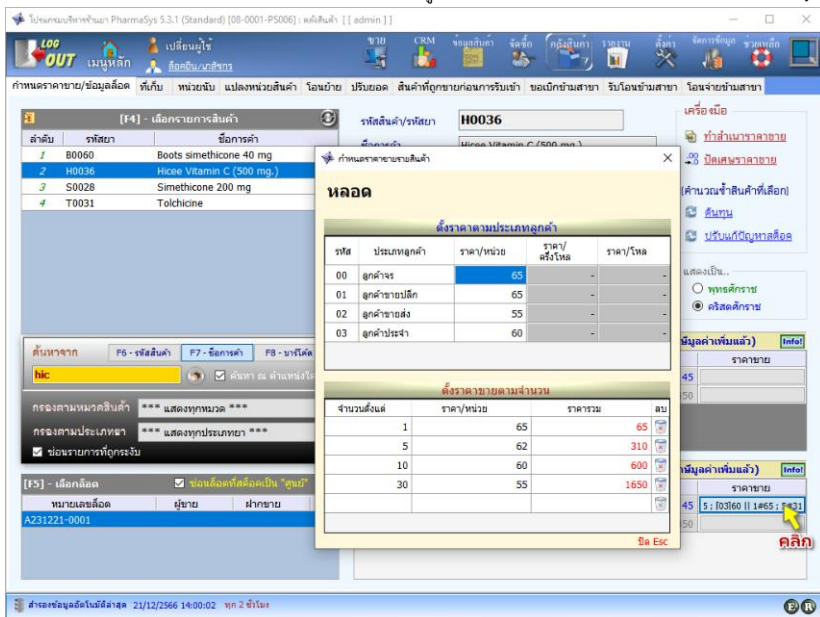 โปรแกรมบริหารร้านยา PharmaSys 5.3.1 (Standard) [08-0001-PS006] : คลังสินค้า [[ admin ]]
LOG OUT เมนูหลัก เปลี่ยนผู้ใช้ ขาย CRM ข้อมูลสินค้า จัดซื้อ คลังสินค้า รายงาน ตั้งค่า จัดการข้อมูล ช่วยเหลือ
ล็อคยืน/เภสัชกร
กำหนดราคาขาย/ข้อมูลล็อต ที่เก็บ หน่วยนับ แปลงหน่วยสินค้า โอนย้าย ปรับยอด สินค้าที่ถูกขายก่อนการรับเข้า ขอเบิกข้ามสาขา รับโอนข้ามสาขา โอนจ่ายข้ามสาขา
[F4] - เลือกรายการสินค้า
ลำดับ รหัสยา ชื่อการค้า
1 B0060 Boots simethicone 40 mg
2 H0036 Hicee Vitamin C (500 mg.)
3 S0028 Simethicone 200 mg
4 T0031 Tolchicine
รหัสสินค้า/รหัสยา H0036
ชื่อการค้า Hicee Vitamin C (500 mg.)
เครื่องมือ
ทำสำเนาราคาขาย
ปัดเศษราคาขาย
(คำนวณซ้ำสินค้าที่เลือก)
ต้นทุน
ปรับแก้ปัญหาสต็อค
แสดงเป็น..
พุทธศักราช
คริสตศักราช
กำหนดราคาขายรายสินค้า
หลอด
ตั้งราคาตามประเภทลูกค้า
รหัส ประเภทลูกค้า ราคา/หน่วย ราคา/ครึ่งโหล ราคา/โหล
00 ลูกค้าจร 65 - -
01 ลูกค้าขายปลีก 65 - -
02 ลูกค้าขายส่ง 55 - -
03 ลูกค้าประจำ 60 - -
ตั้งราคาขายตามจำนวน
จำนวนตั้งแต่ ราคา/หน่วย ราคารวม ลบ
1 65 65
5 62 310
10 60 600
30 55 1650
ปิด Esc
ค้นหาจาก F6 - รหัสสินค้า F7 - ชื่อการค้า F8 - บาร์โค้ด
hic
กรองตามหมวดสินค้า *** แสดงทุกหมวด ***
กรองตามประเภทยา *** แสดงทุกประเภทยา ***
ซ่อนรายการที่ถูกระงับ
[F5] - เลือกล็อต ซ่อนล็อตที่สต็อคเป็น "ศูนย์"
หมายเลขล็อต ผู้ขาย ฝากขาย
A231221-0001
ษีมูลค่าเพิ่มแล้ว) Info!
ราคาขาย
45
50
าษีมูลค่าเพิ่มแล้ว) Info!
ราคาขาย
45
50
คลิก
สำรองข้อมูลอัตโนมัติล่าสุด 21/12/2566 14:00:02 ทุก 2 ชั่วโมง
E R